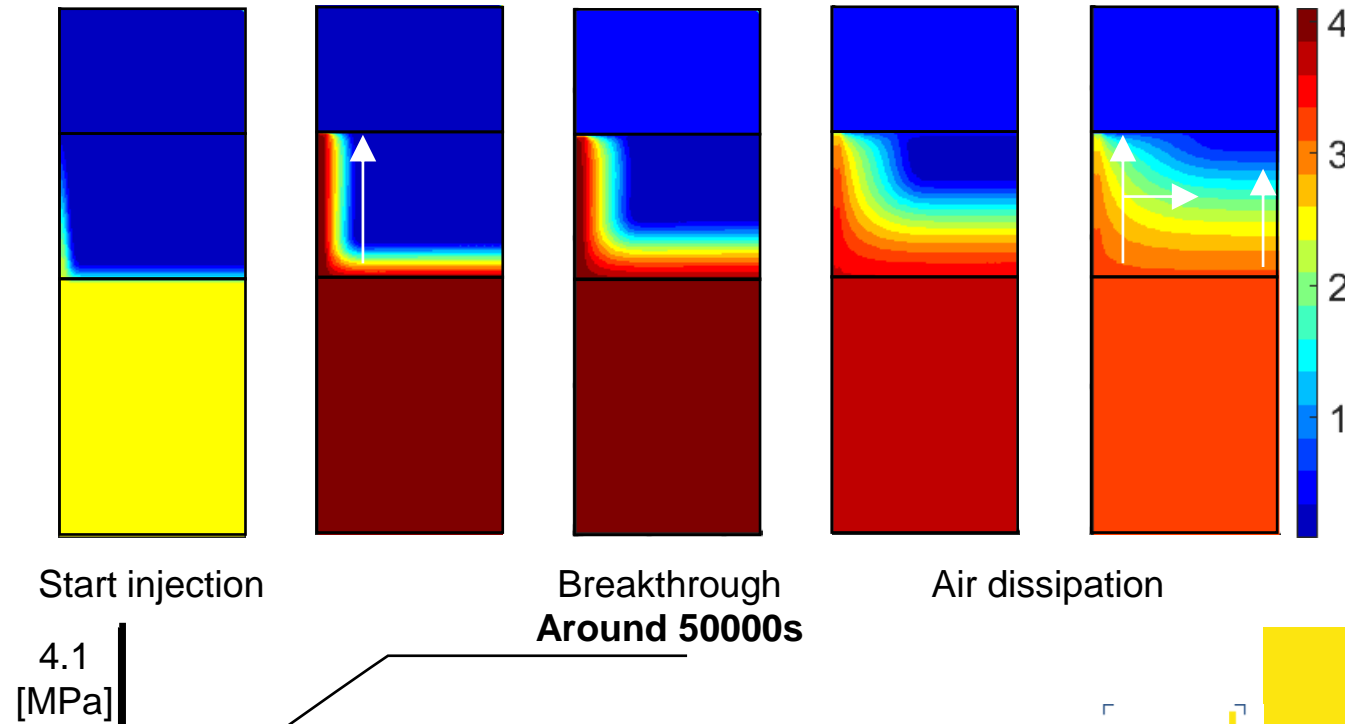 4
3
2
1
Start injection
Breakthrough
Air dissipation
Around 50000s
4.1
[MPa]